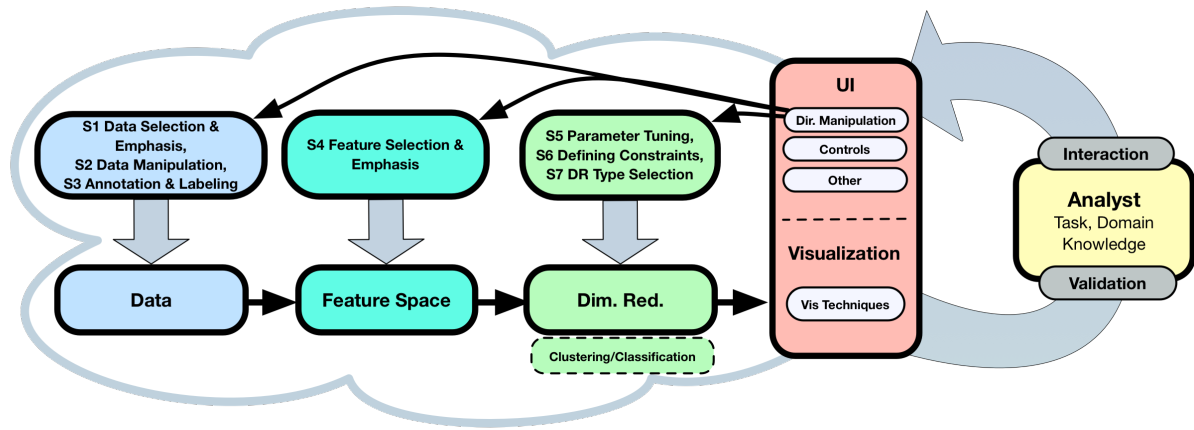 S1 Data Selection &
Emphasis,
S2 Data Manipulation,
S3 Annotation & Labeling
S4 Feature Selection &
Emphasis
S5 Parameter Tuning,
S6 Defining Constraints,
S7 DR Type Selection
UI
Dir. Manipulation
Controls
Other
Visualization
Vis Techniques
Interaction
Analyst
Task, Domain
Knowledge
Validation
Data
Feature Space
Dim. Red.
Clustering/Classification